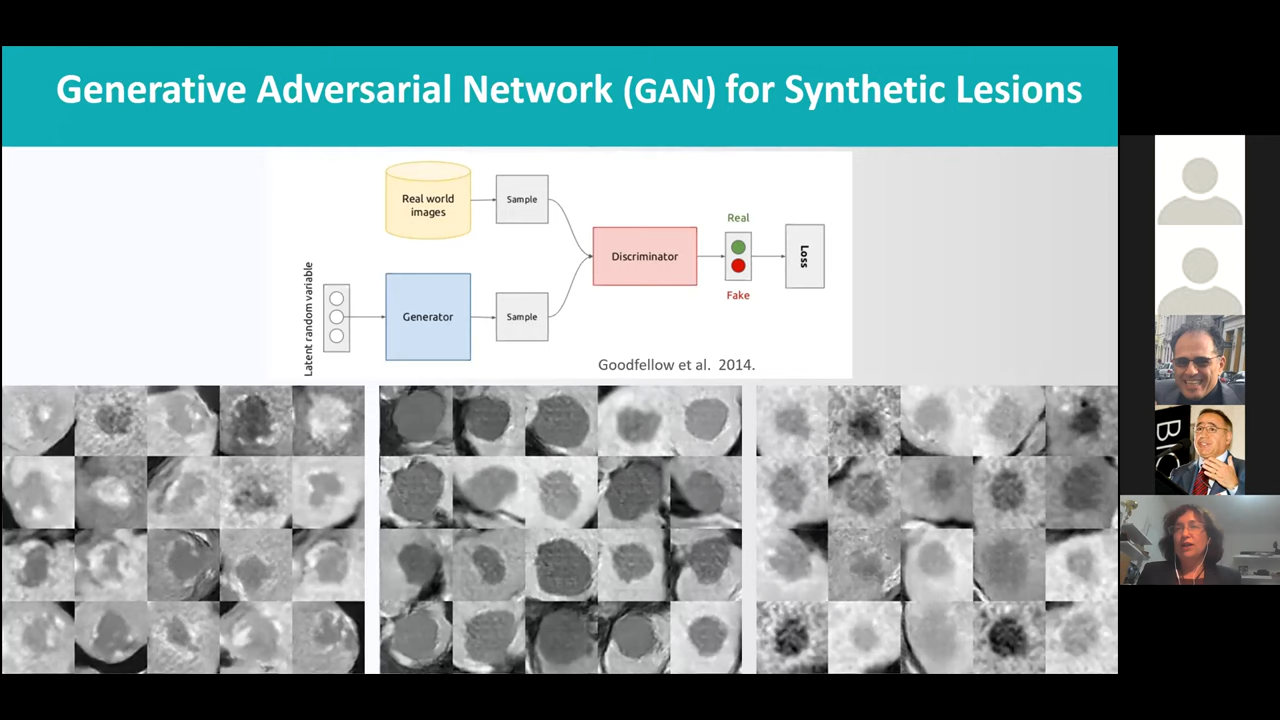 Generative Adversarial Network (GAN) for Synthetic Lesions
Real world
images
Sample
Latent random variable
Generator
Sample
Discriminator
Real
Fake
Loss
Goodfellow et al. 2014.